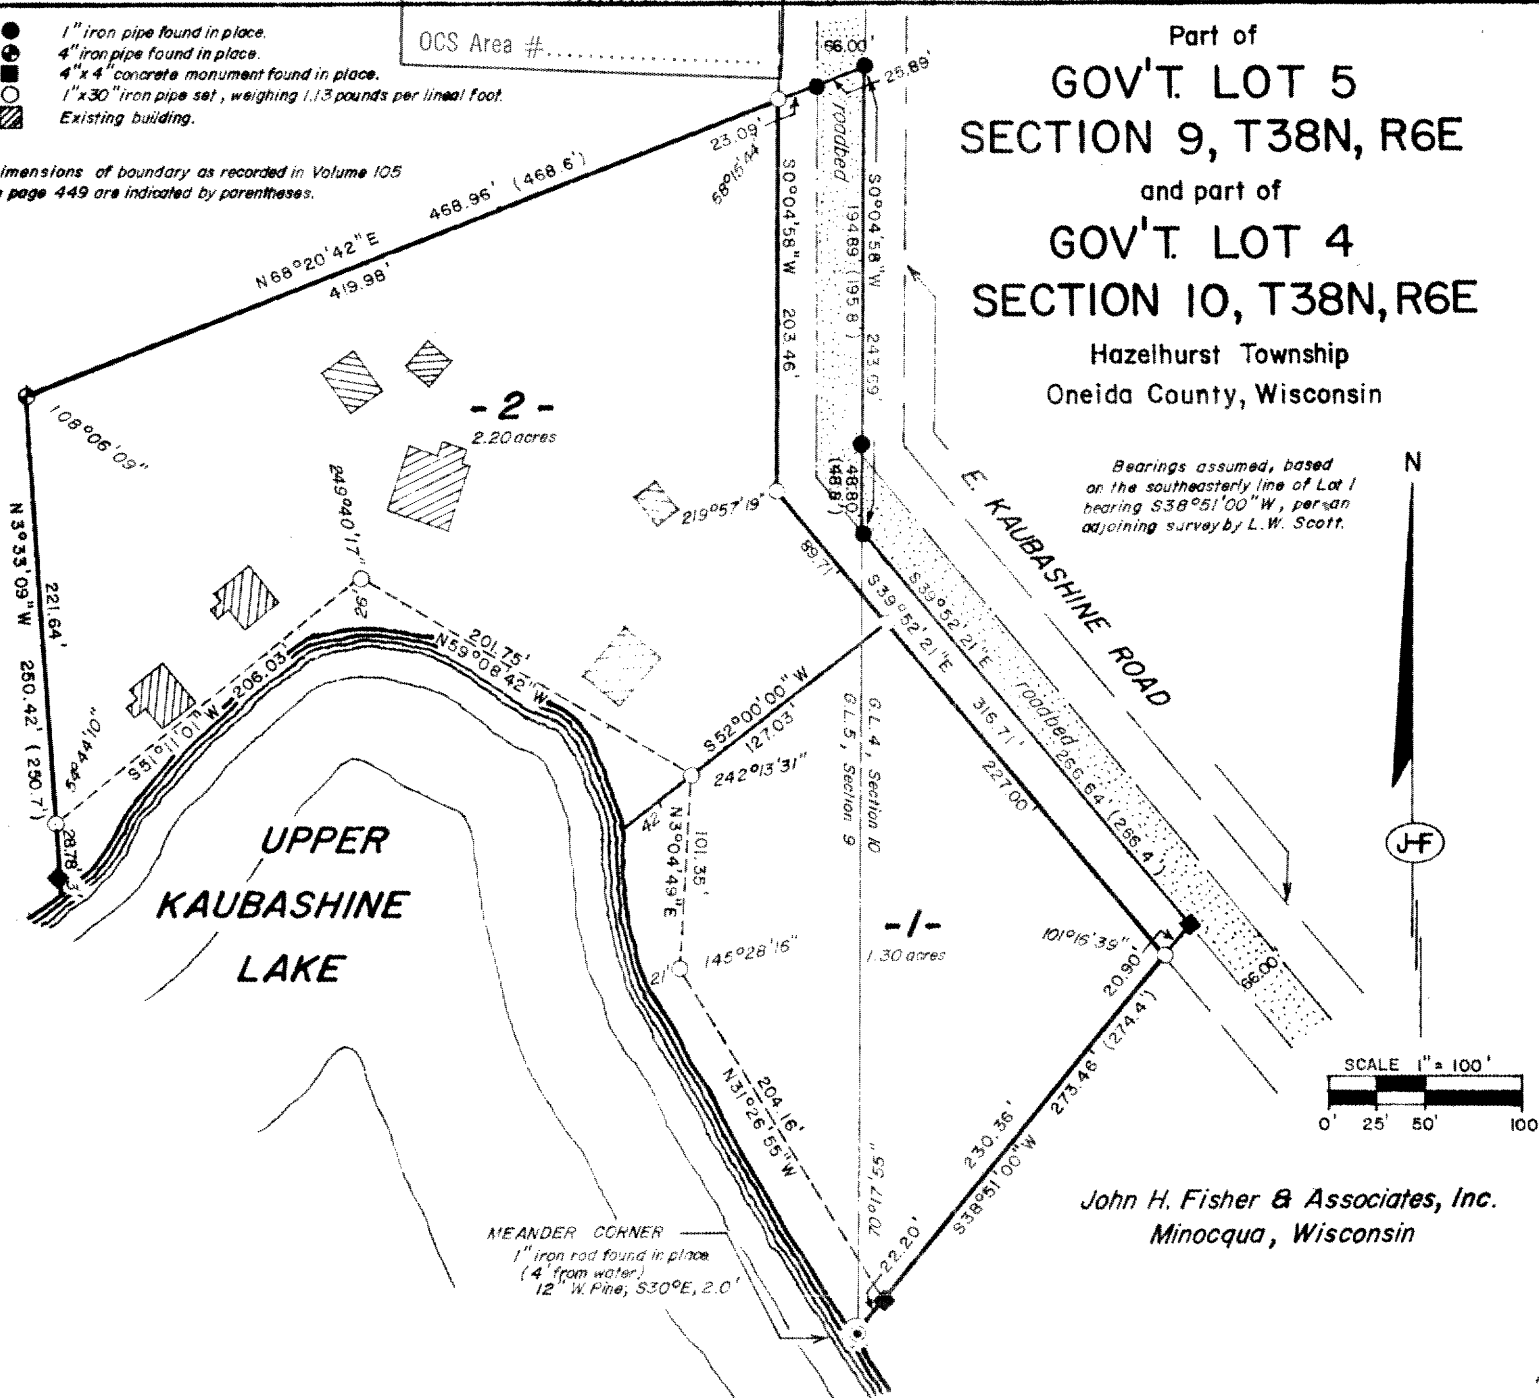 1" iron pipe found in place.
4" iron pipe found in place.
4"x 4" concrete monument found in place.
1"x30" iron pipe set, weighing 1.13 pounds per lineal foot.
Existing building.
imensions of boundary as recorded in Volume 105
page 449 are indicated by parentheses.
OCS Area #
Part of
GOV'T. LOT 5
SECTION 9, T38N, R6E
and part of
GOV'T. LOT 4
SECTION 10, T38N, R6E
Hazelhurst Township
Oneida County, Wisconsin
Bearings assumed, based
on the southeasterly line of Lot 1
bearing S38°51'00"W, per an
adjoining survey by L.W. Scott.
N
66.00'
25.89'
23.09'
68°15'44"
roadbed
468.96' (468.6')
N68°20'42"E
419.98'
S0°04'58"W 203.46'
194.89 (195.8')
S0°04'58"W 243.69'
48.80'
(48.8')
108°06'09"
-2-
2.20 acres
249°40'17"
26'
219°57'19"
89.71'
E. KAUBASHINE ROAD
N3°33'09"W 250.42' (250.7')
221.64'
54°44'10"
28.78'
S51°11'01"W 206.03'
201.75'
N59°08'42"W
S52°00'00"W
127.03'
242°13'31"
42'
N3°04'49"E
101.35'
S39°52'21"E
316.71'
227.00'
S39°52'21"E
roadbed
266.64' (266.4')
G.L. 4, Section 10
G.L. 5, Section 9
UPPER
KAUBASHINE
LAKE
-1-
1.30 acres
21'
145°28'16"
101°16'39"
20.90'
66.00'
204.16'
N31°26'55"W
230.36'
273.46' (274.4')
S38°51'00"W
70°17'55"
22.20'
J-F
SCALE 1" = 100'
0' 25' 50' 100
MEANDER CORNER
1" iron rod found in place
(4' from water)
12" W. Pine; S30°E, 2.0'
John H. Fisher & Associates, Inc.
Minocqua, Wisconsin